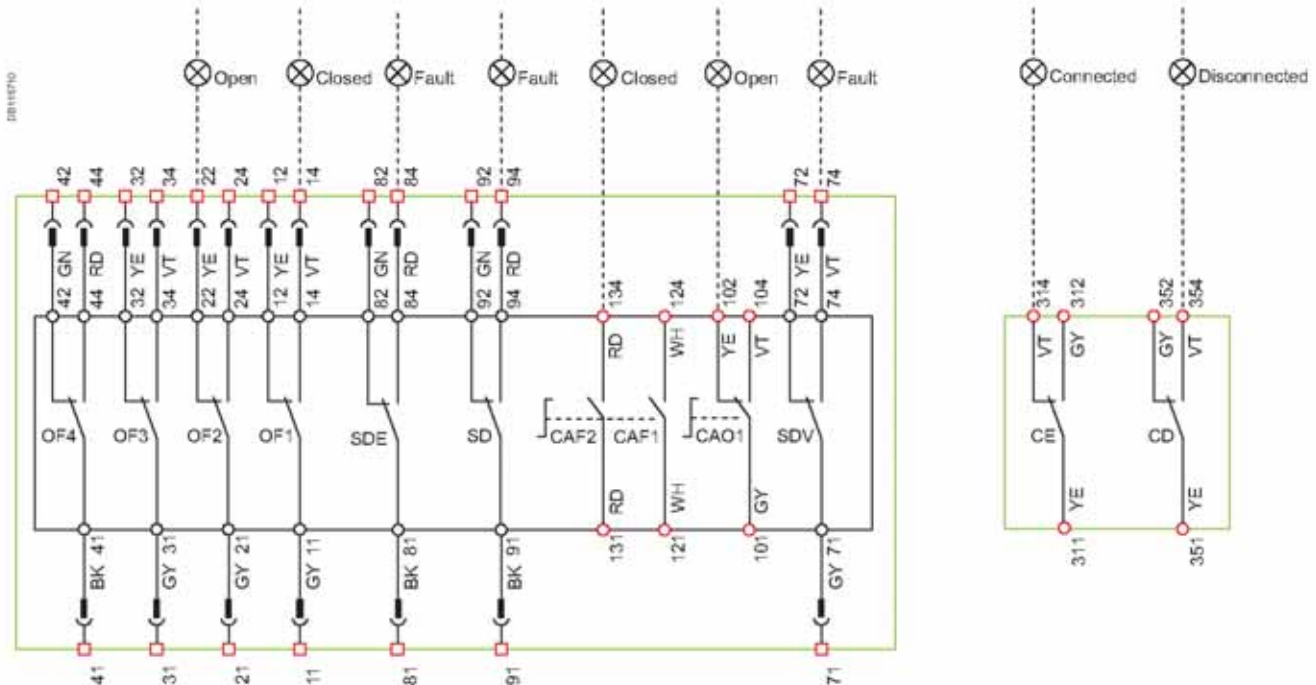 Open Closed Fault Fault Closed Open Fault Connected Disconnected
42 44 32 34 22 24 12 14 82 84 92 94 72 74
GN RD YE VT YE VT YE VT GN RD GN RD YE VT
42 44 32 34 22 24 12 14 82 84 92 94 134 124 102 104 72 74 314 312 352 354
RD WH YE VT VT GY GY VT
OF4 OF3 OF2 OF1 SDE SD CAF2 CAF1 CAO1 SDV CE CD
RD WH GY YE YE
41 31 21 11 81 91 131 121 101 71 311 351
BK GY GY GY BK BK GY
41 31 21 11 81 91 71